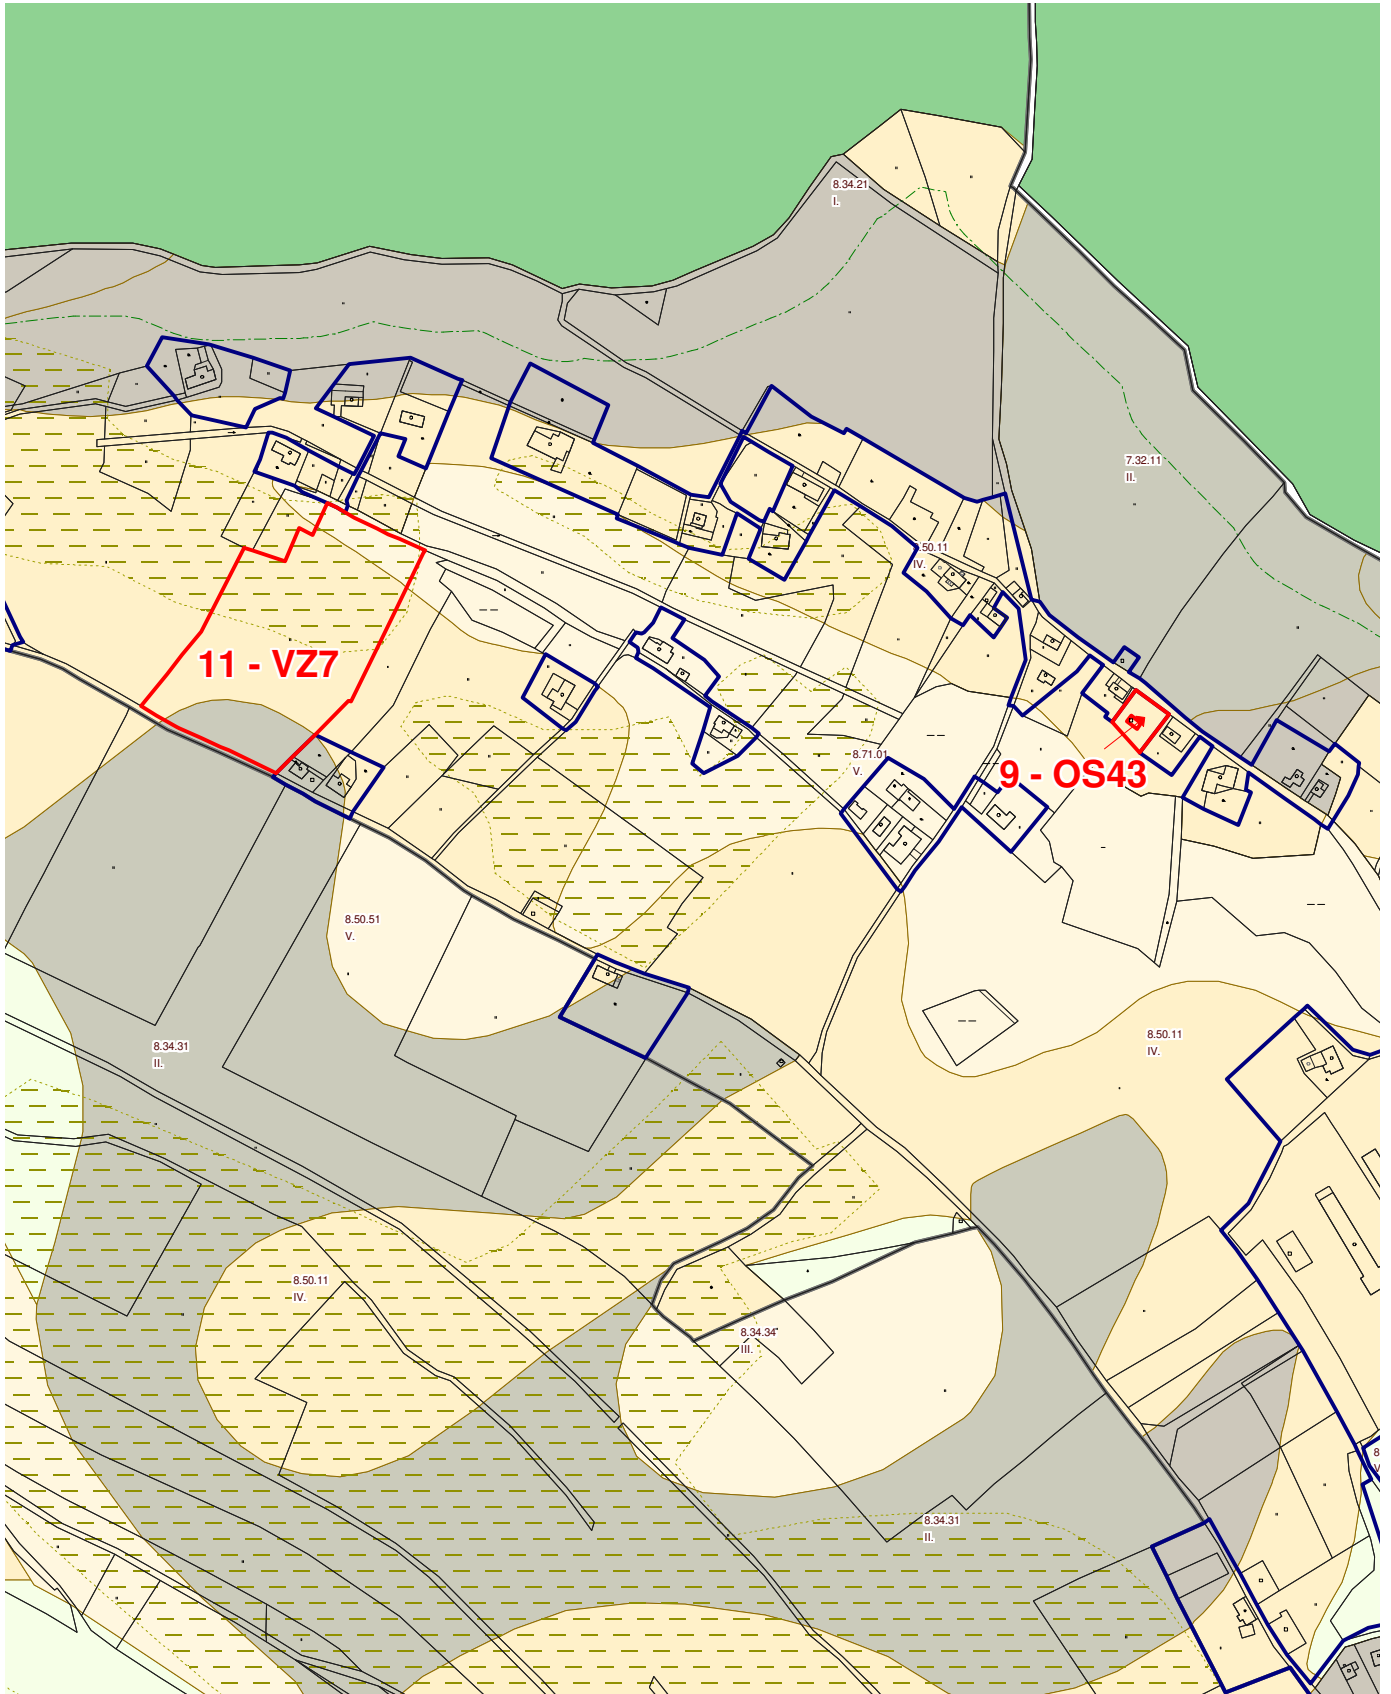 8.34.21
I.
7.32.11
II.
.50.11
IV.
11 - VZ7
8.71.01
V.
9 - OS43
8.50.51
V.
8.34.31
II.
8.50.11
IV.
8.50.11
IV.
8.34.34
III.
8
V
8.34.31
II.